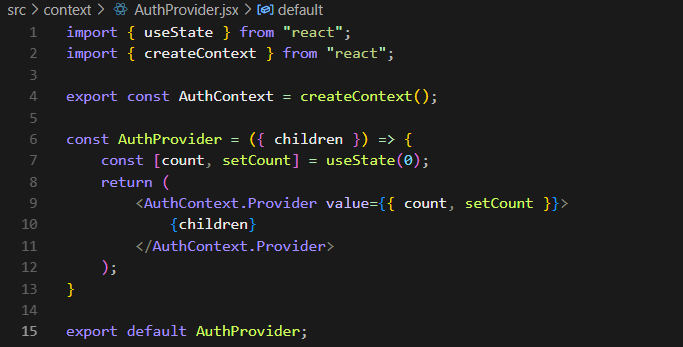 src > context > AuthProvider.jsx > default
1 import { useState } from "react";
2 import { createContext } from "react";
3
4 export const AuthContext = createContext();
5
6 const AuthProvider = ({ children }) => {
7     const [count, setCount] = useState(0);
8     return (
9         <AuthContext.Provider value={{ count, setCount }}>
10             {children}
11         </AuthContext.Provider>
12     );
13 }
14
15 export default AuthProvider;